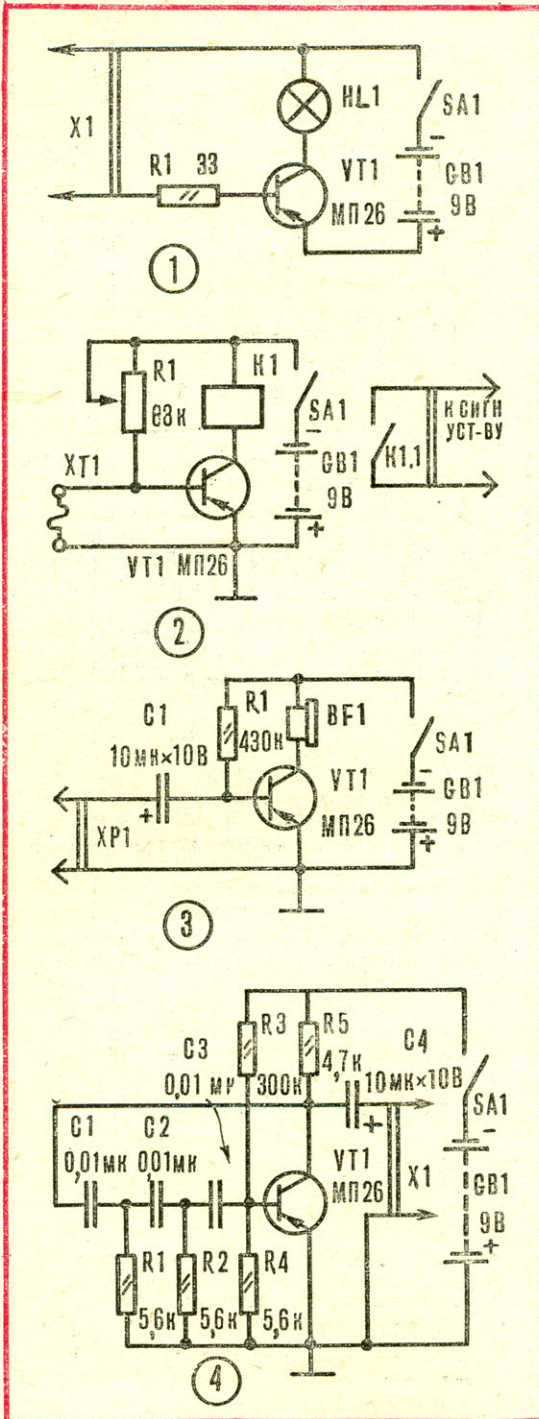 X1
HL1
SA1
R1 33
VT1
МП26
GB1
9В
-
+
1
R1
68к
K1
SA1
-
GB1
9В
+
XT1
VT1 МП26
K1.1
К СИГН
УСТ-ВУ
2
C1
10мк×10В
+
R1
430к
BF1
SA1
-
VT1
МП26
GB1
9В
+
XP1
3
C3
0,01 мк
R3
300к
R5
4,7к
C4
10мк×10В
+
SA1
C1
0,01мк
C2
0,01мк
VT1
МП26
X1
-
GB1
9В
+
R1
5,6к
R2
5,6к
R4
5,6к
4